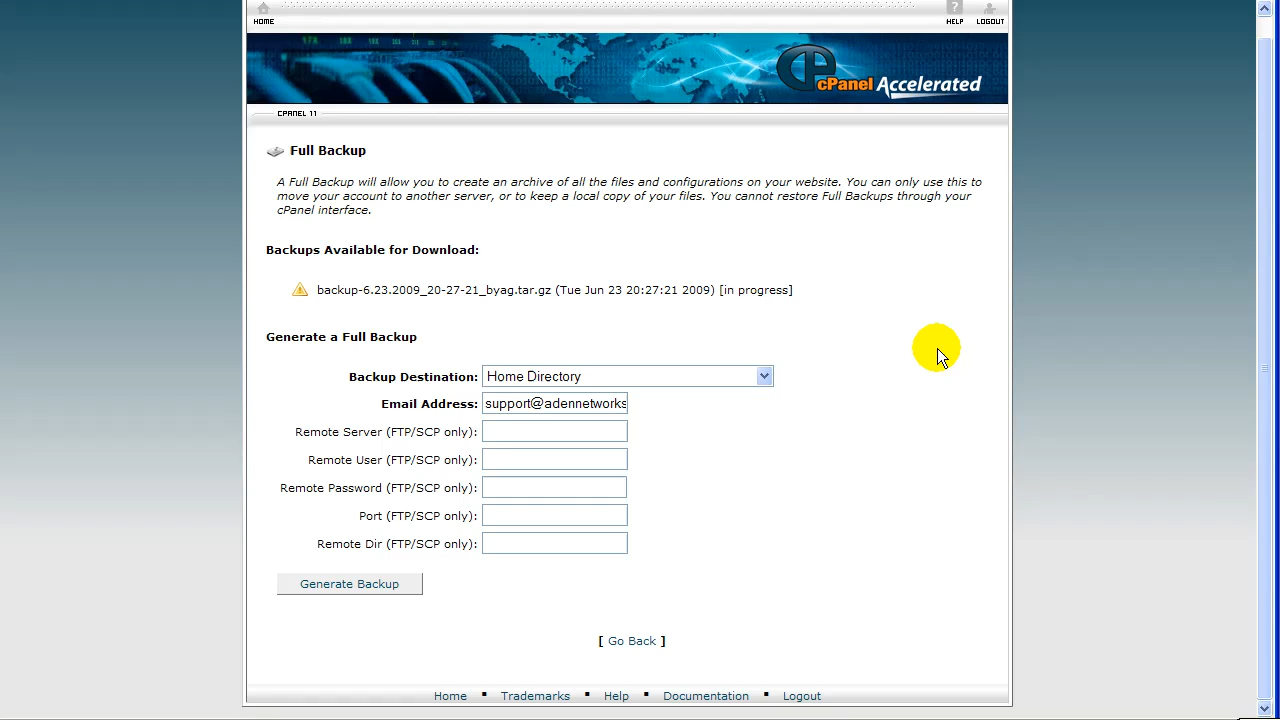 HOME
HELP
LOGOUT
cPanel Accelerated
CPANEL 11
Full Backup
A Full Backup will allow you to create an archive of all the files and configurations on your website. You can only use this to
move your account to another server, or to keep a local copy of your files. You cannot restore Full Backups through your
cPanel interface.
Backups Available for Download:
backup-6.23.2009_20-27-21_byag.tar.gz (Tue Jun 23 20:27:21 2009) [in progress]
Generate a Full Backup
Backup Destination: Home Directory
Email Address: support@adennetworks
Remote Server (FTP/SCP only):
Remote User (FTP/SCP only):
Remote Password (FTP/SCP only):
Port (FTP/SCP only):
Remote Dir (FTP/SCP only):
Generate Backup
[ Go Back ]
Home ▪ Trademarks ▪ Help ▪ Documentation ▪ Logout